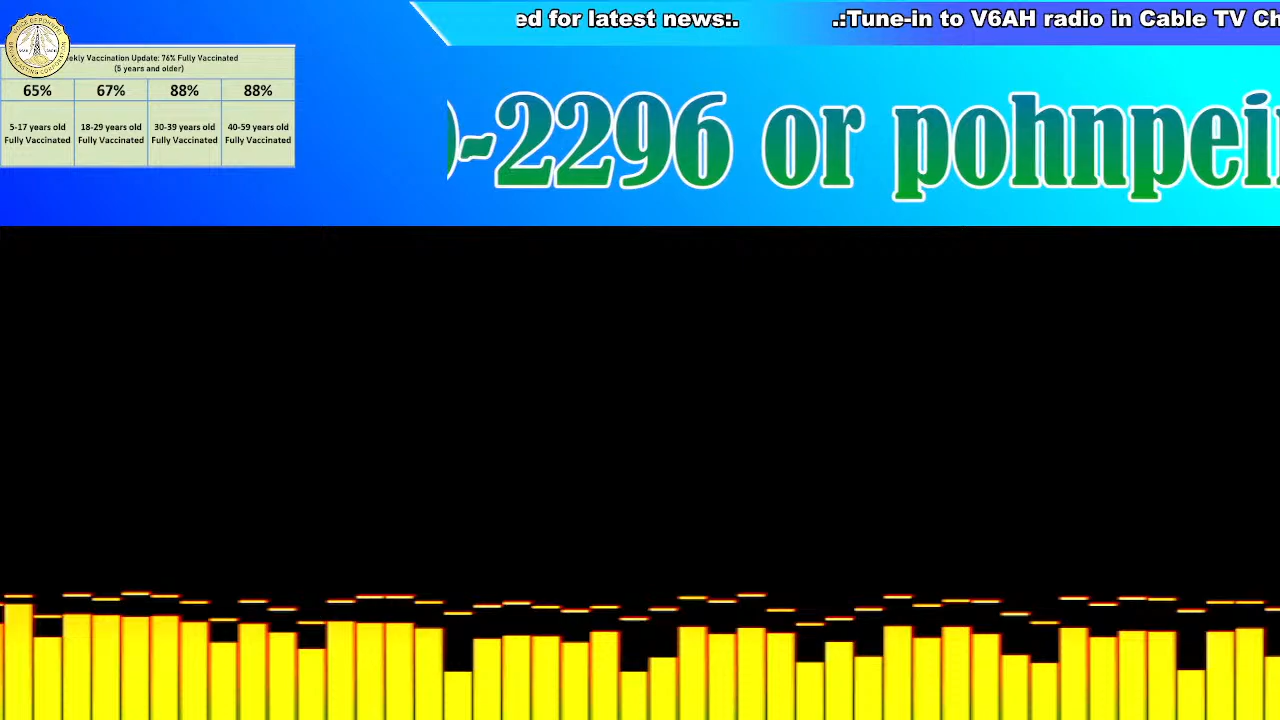 ed for latest news:.
.:Tune-in to V6AH radio in Cable TV Ch
ekly Vaccination Update: 76% Fully Vaccinated
(5 years and older)
65% 67% 88% 88%
5-17 years old 18-29 years old 30-39 years old 40-59 years old
Fully Vaccinated Fully Vaccinated Fully Vaccinated Fully Vaccinated
-2296 or pohnpei